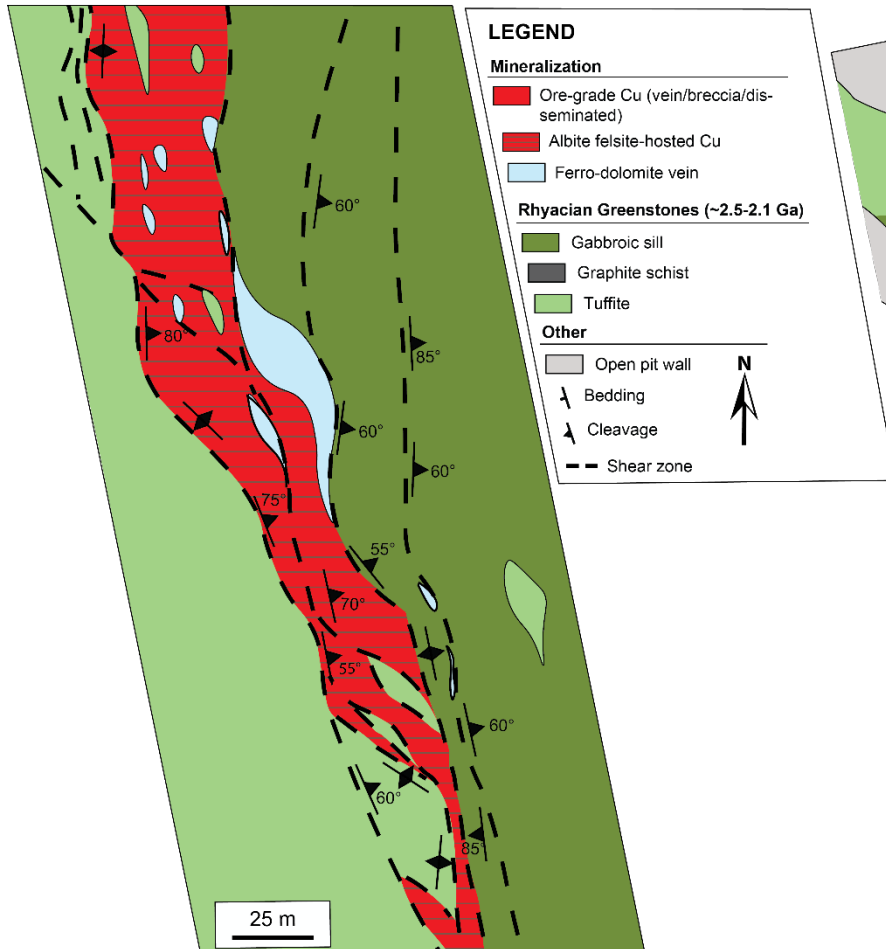 LEGEND
Mineralization
Ore-grade Cu (vein/breccia/dis-
seminated)
Albite felsite-hosted Cu
Ferro-dolomite vein
Rhyacian Greenstones (~2.5-2.1 Ga)
Gabbroic sill
Graphite schist
Tuffite
Other
Open pit wall
Bedding
Cleavage
Shear zone
N
60°
80°
85°
60°
60°
75°
55°
70°
55°
60°
60°
85°
25 m